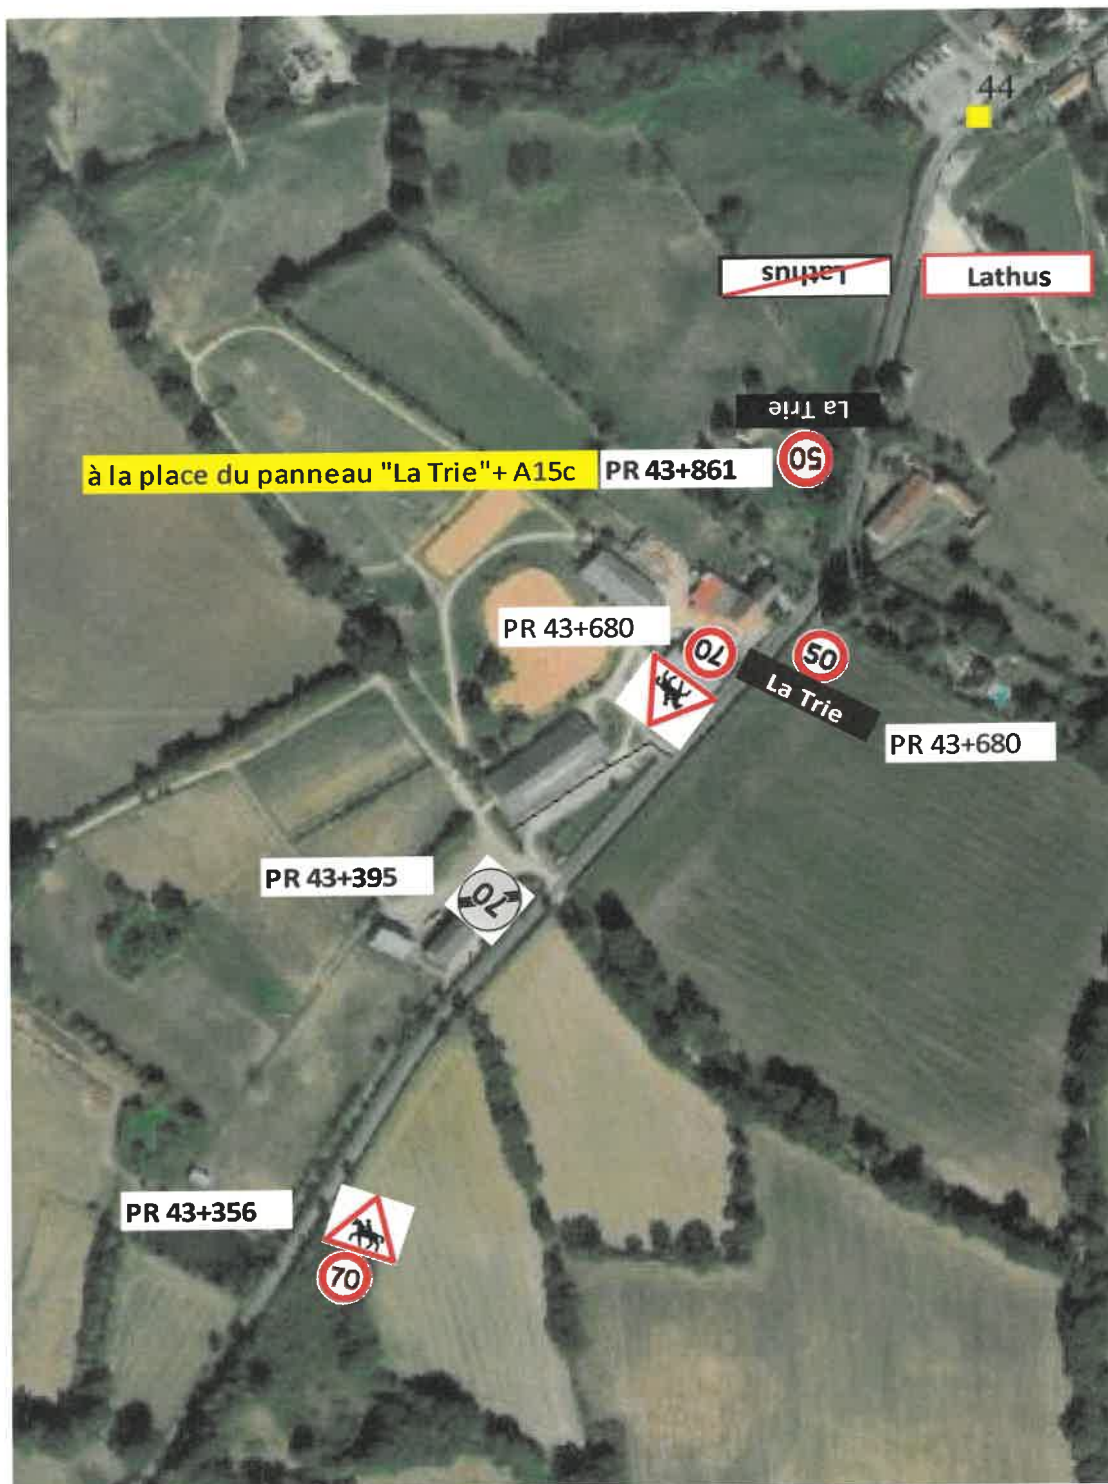 44
Lathus
Lathus
La Trie
à la place du panneau "La Trie"+ A15c
PR 43+861
50
PR 43+680
70
50
La Trie
PR 43+680
PR 43+395
70
PR 43+356
70